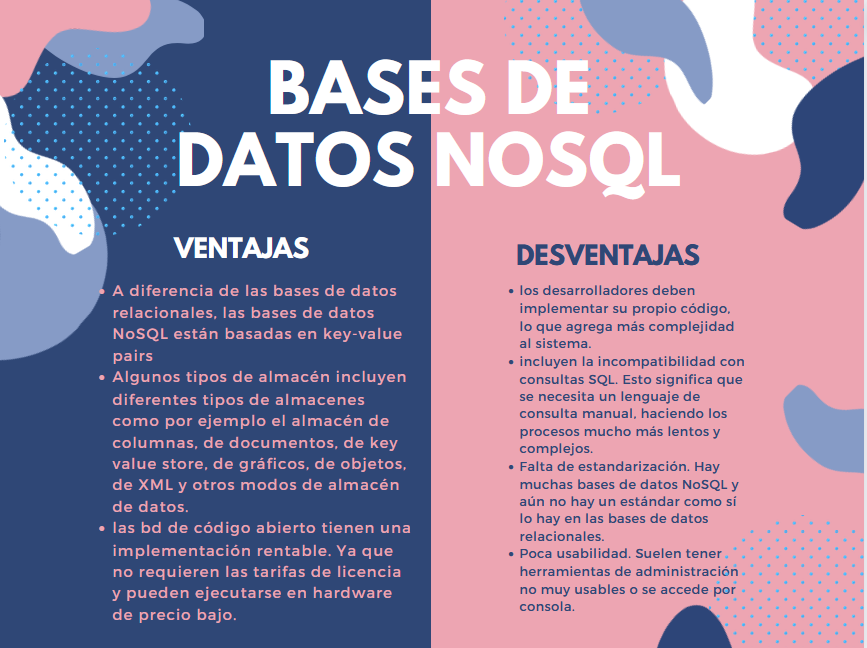 BASES DE
DATOS NOSQL
VENTAJAS
• A diferencia de las bases de datos
relacionales, las bases de datos
NoSQL están basadas en key-value
pairs
• Algunos tipos de almacén incluyen
diferentes tipos de almacenes
como por ejemplo el almacén de
columnas, de documentos, de key
value store, de gráficos, de objetos,
de XML y otros modos de almacén
de datos.
• las bd de código abierto tienen una
implementación rentable. Ya que
no requieren las tarifas de licencia
y pueden ejecutarse en hardware
de precio bajo.
DESVENTAJAS
• los desarrolladores deben
implementar su propio código,
lo que agrega más complejidad
al sistema.
• incluyen la incompatibilidad con
consultas SQL. Esto significa que
se necesita un lenguaje de
consulta manual, haciendo los
procesos mucho más lentos y
complejos.
• Falta de estandarización. Hay
muchas bases de datos NoSQL y
aún no hay un estándar como sí
lo hay en las bases de datos
relacionales.
• Poca usabilidad. Suelen tener
herramientas de administración
no muy usables o se accede por
consola.